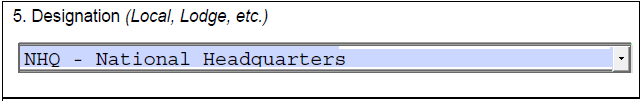 5. Designation (Local, Lodge, etc.)
NHQ - National Headquarters